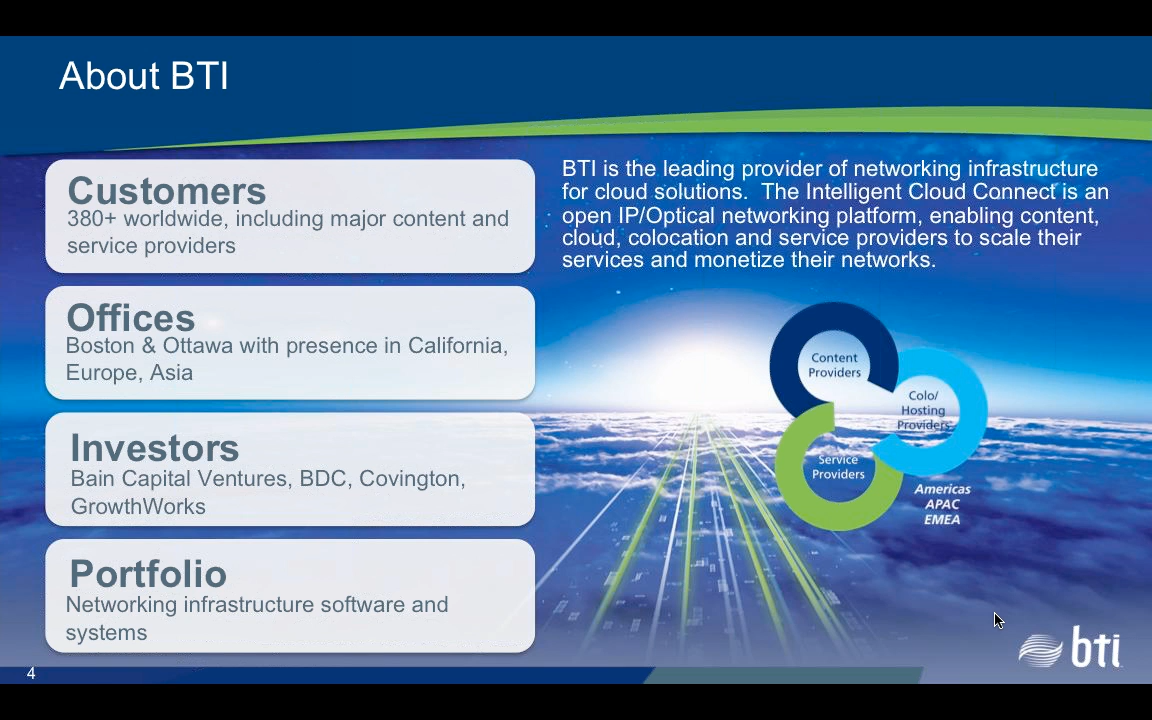 About BTI
Customers
380+ worldwide, including major content and
service providers
Offices
Boston & Ottawa with presence in California,
Europe, Asia
Investors
Bain Capital Ventures, BDC, Covington,
GrowthWorks
Portfolio
Networking infrastructure software and
systems
BTI is the leading provider of networking infrastructure
for cloud solutions.  The Intelligent Cloud Connect is an
open IP/Optical networking platform, enabling content,
cloud, colocation and service providers to scale their
services and monetize their networks.
Content
Providers
Colo/
Hosting
Providers
Service
Providers
Americas
APAC
EMEA
bti
4